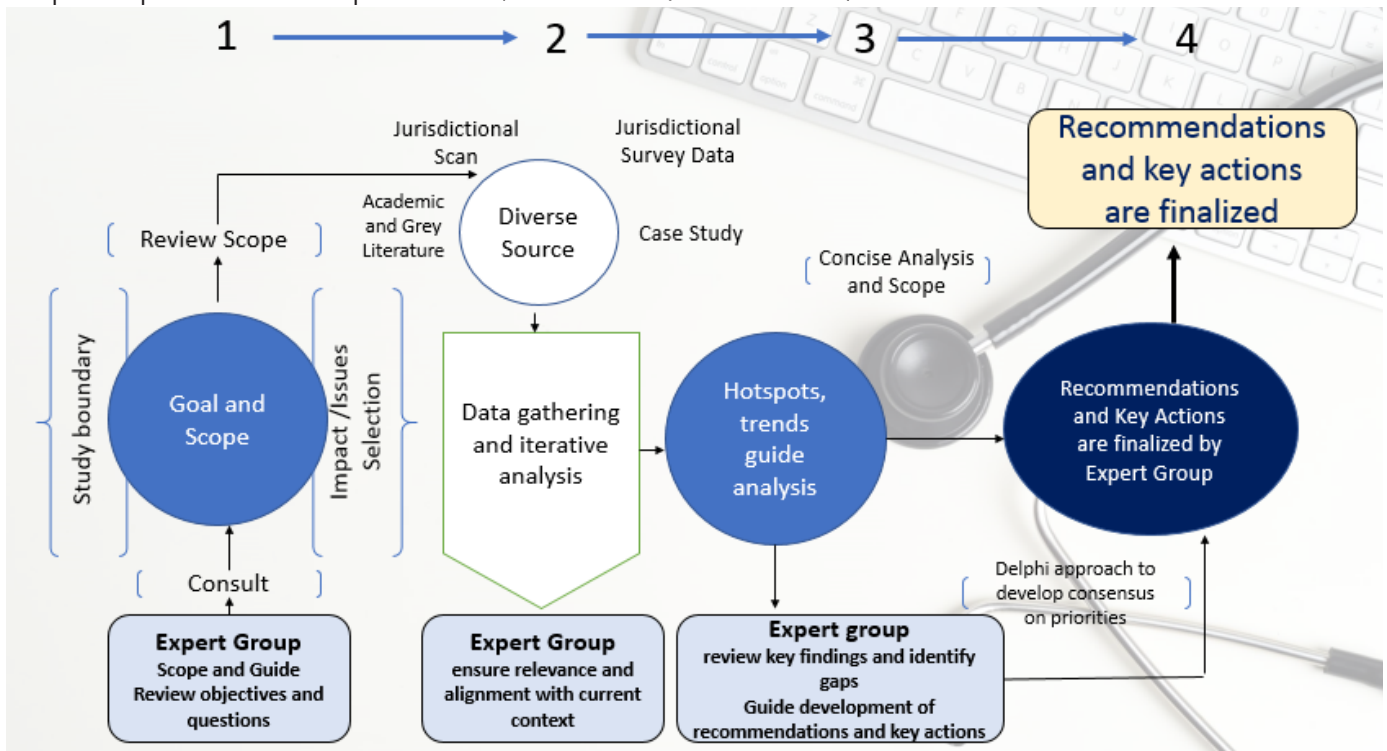 1
2
3
4
Jurisdictional
Scan
Jurisdictional
Survey Data
Academic
and Grey
Literature
Diverse
Source
Case Study
Review Scope
Study boundary
Goal and
Scope
Impact /Issues
Selection
Consult
Expert Group
Scope and Guide
Review objectives and
questions
Data gathering
and iterative
analysis
Expert Group
ensure relevance and
alignment with current
context
Hotspots,
trends
guide
analysis
Concise Analysis
and Scope
Expert group
review key findings and identify
gaps
Guide development of
recommendations and key actions
Delphi approach to
develop consensus
on priorities
Recommendations
and Key Actions
are finalized by
Expert Group
Recommendations
and key actions
are finalized
control
option
command